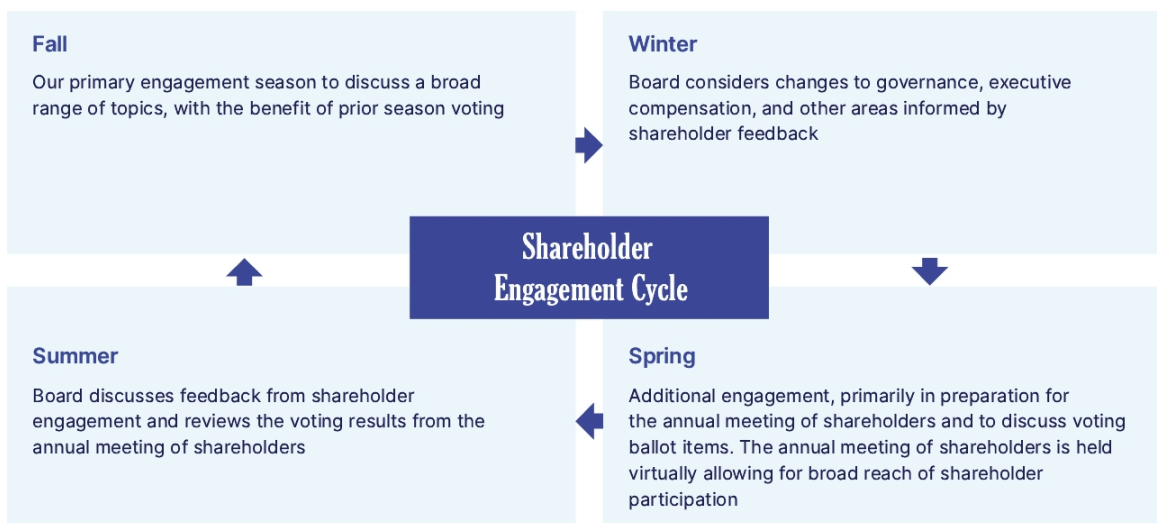 Fall
Our primary engagement season to discuss a broad
range of topics, with the benefit of prior season voting
Winter
Board considers changes to governance, executive
compensation, and other areas informed by
shareholder feedback
Shareholder
Engagement Cycle
Summer
Board discusses feedback from shareholder
engagement and reviews the voting results from the
annual meeting of shareholders
Spring
Additional engagement, primarily in preparation for
the annual meeting of shareholders and to discuss voting
ballot items. The annual meeting of shareholders is held
virtually allowing for broad reach of shareholder
participation